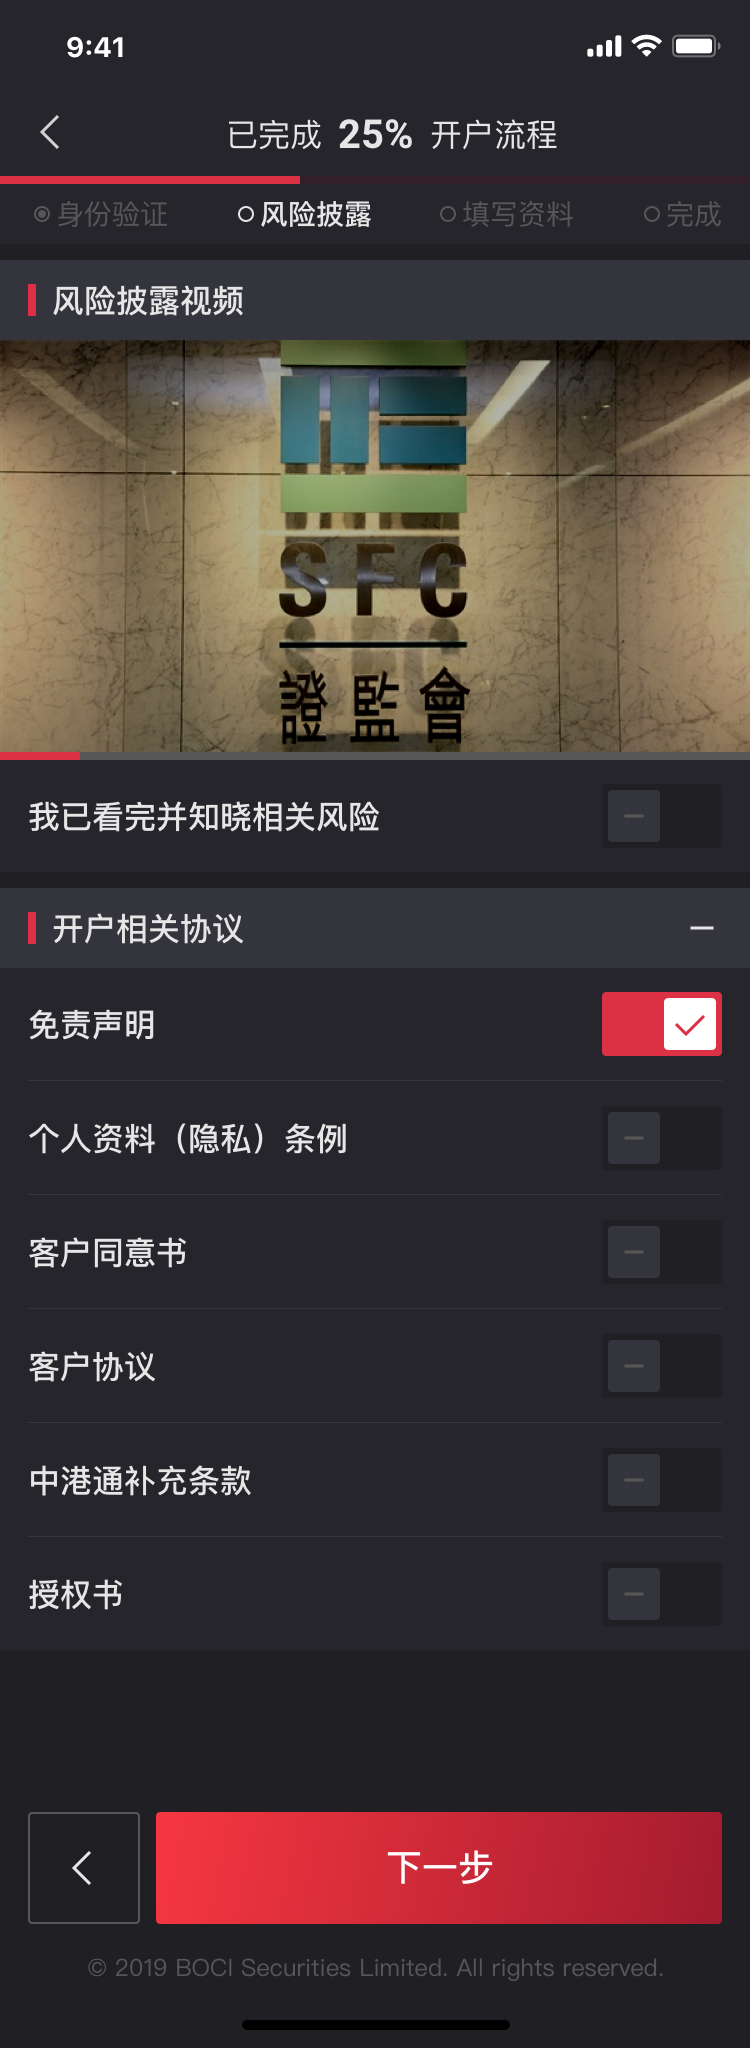 9:41
已完成 25% 开户流程
身份验证 风险披露 填写资料 完成
风险披露视频
SFC
證監會
我已看完并知晓相关风险
开户相关协议
免责声明
个人资料（隐私）条例
客户同意书
客户协议
中港通补充条款
授权书
下一步
© 2019 BOCI Securities Limited. All rights reserved.